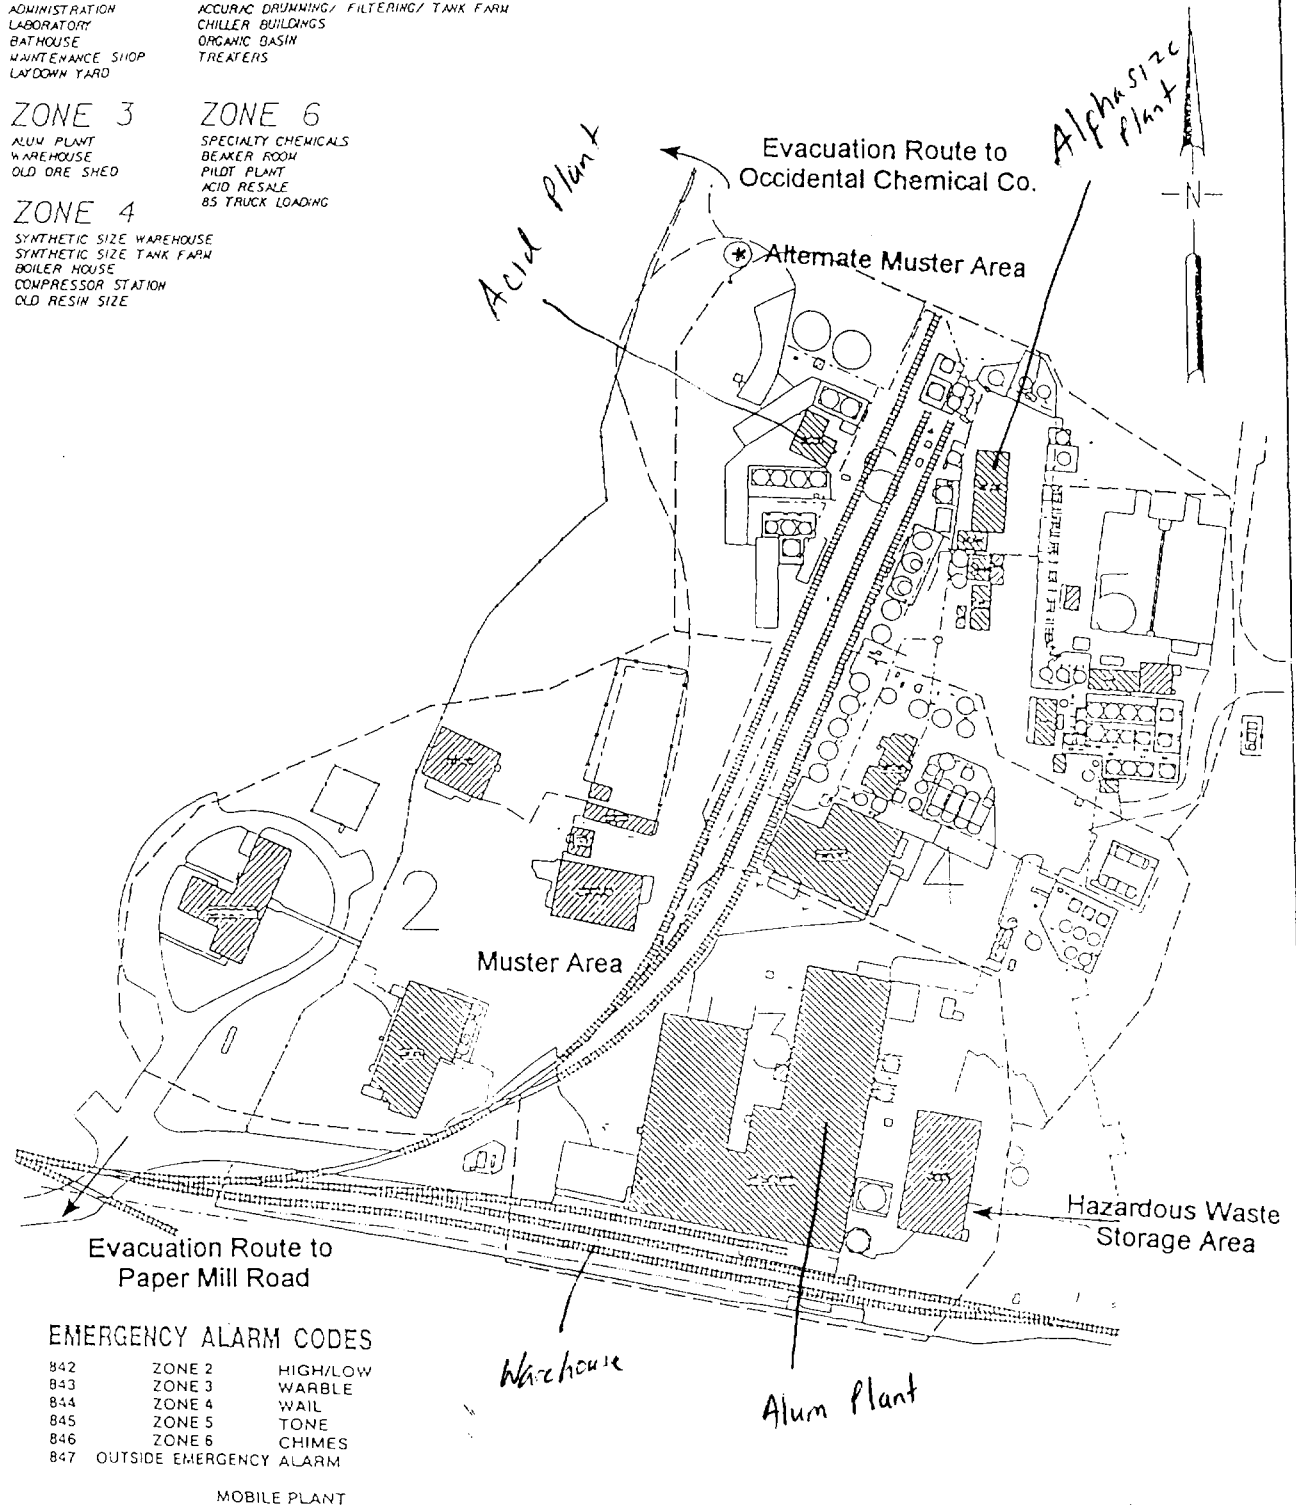 ADMINISTRATION
LABORATORY
BATHOUSE
MAINTENANCE SHOP
LAYDOWN YARD
ACCURAC DRUMMING/ FILTERING/ TANK FARM
CHILLER BUILDINGS
ORGANIC BASIN
TREATERS
ZONE 3
ALUM PLANT
WAREHOUSE
OLD ORE SHED
ZONE 6
SPECIALTY CHEMICALS
BEAKER ROOM
PILOT PLANT
ACID RESALE
85 TRUCK LOADING
ZONE 4
SYNTHETIC SIZE WAREHOUSE
SYNTHETIC SIZE TANK FARM
BOILER HOUSE
COMPRESSOR STATION
OLD RESIN SIZE
Acid Plant
Evacuation Route to
Occidental Chemical Co.
Alphasize
Plant
N
Alternate Muster Area
6
5
2
4
Muster Area
3
Hazardous Waste
Storage Area
Evacuation Route to
Paper Mill Road
Warehouse
Alum Plant
EMERGENCY ALARM CODES
842 ZONE 2 HIGH/LOW
843 ZONE 3 WARBLE
844 ZONE 4 WAIL
845 ZONE 5 TONE
846 ZONE 6 CHIMES
847 OUTSIDE EMERGENCY ALARM
MOBILE PLANT